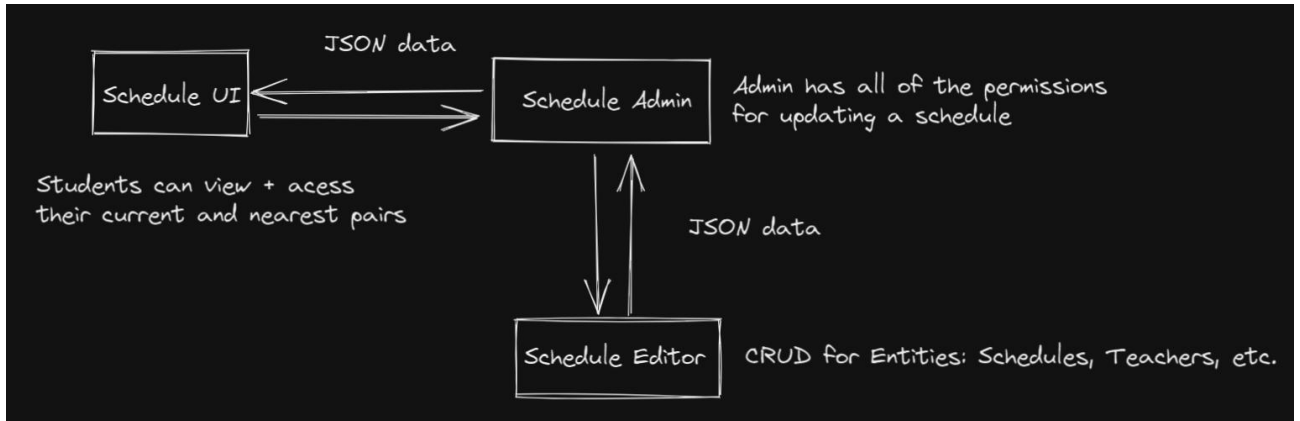 JSON data
Schedule UI
Schedule Admin
Admin has all of the permissions
for updating a schedule
Students can view + acess
their current and nearest pairs
JSON data
Schedule Editor
CRUD for Entities: Schedules, Teachers, etc.